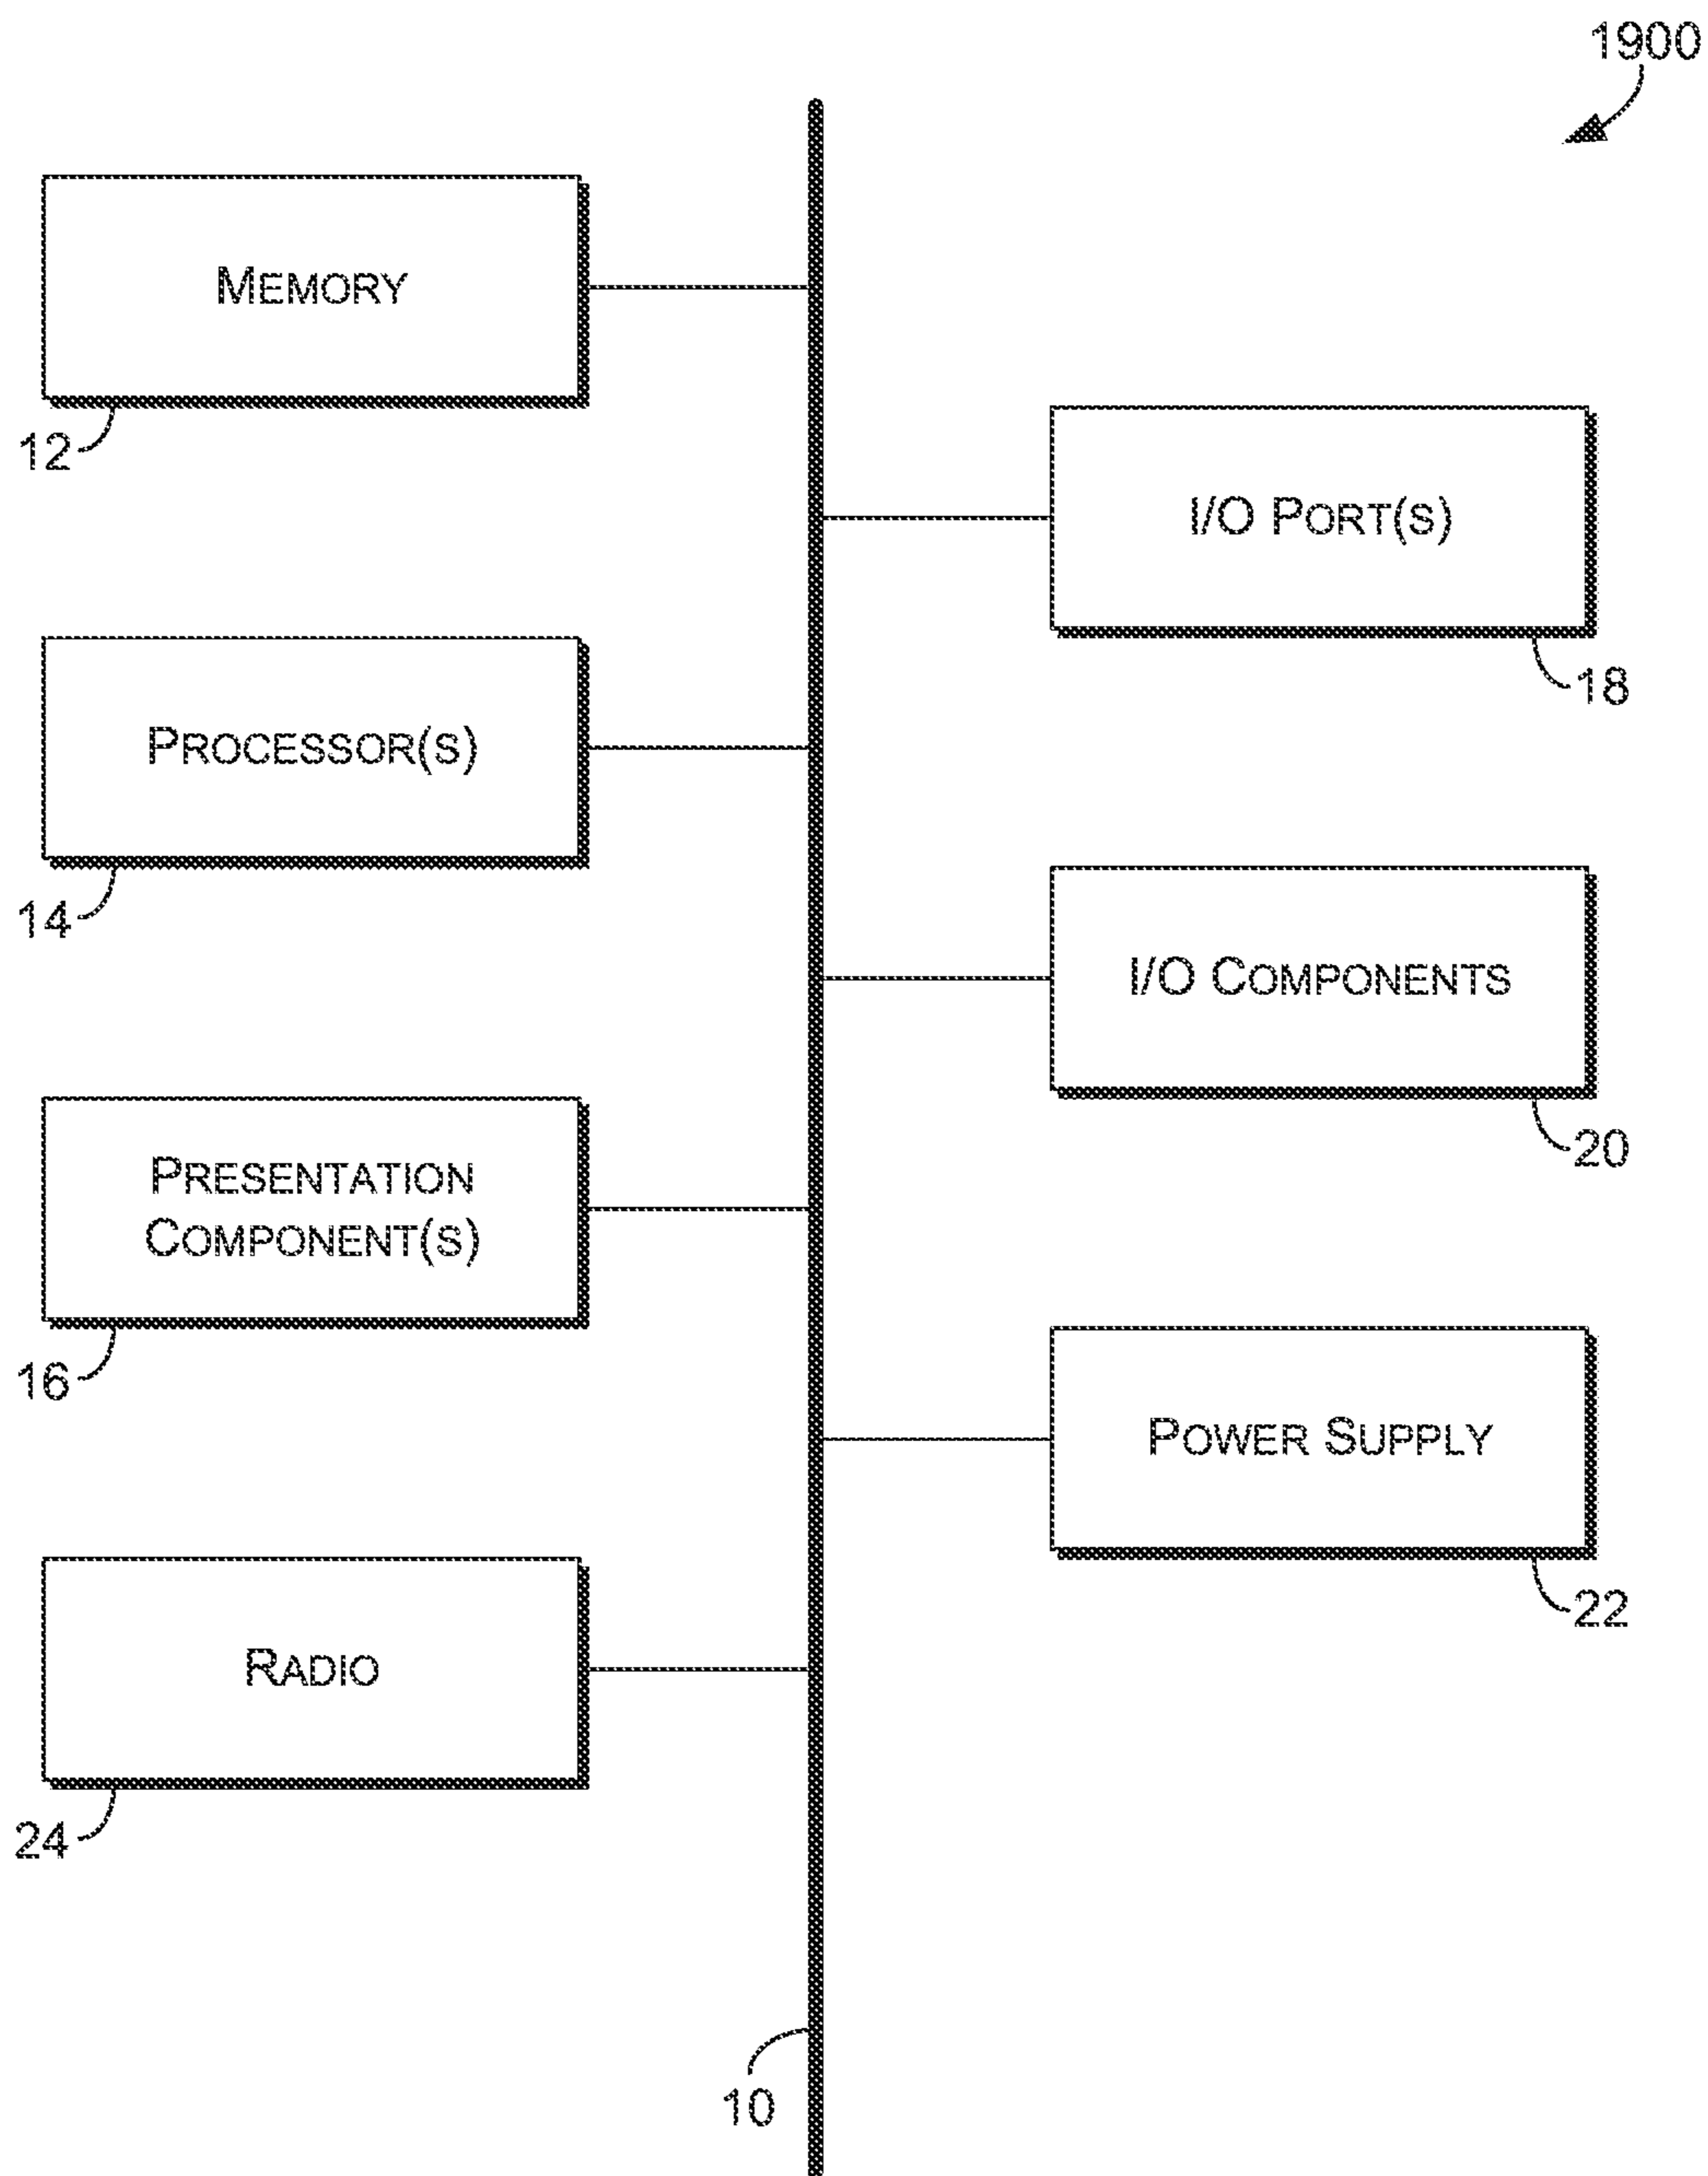 1900
MEMORY
12
I/O PORT(S)
18
PROCESSOR(S)
14
I/O COMPONENTS
20
PRESENTATION
COMPONENT(S)
16
POWER SUPPLY
22
RADIO
24
10